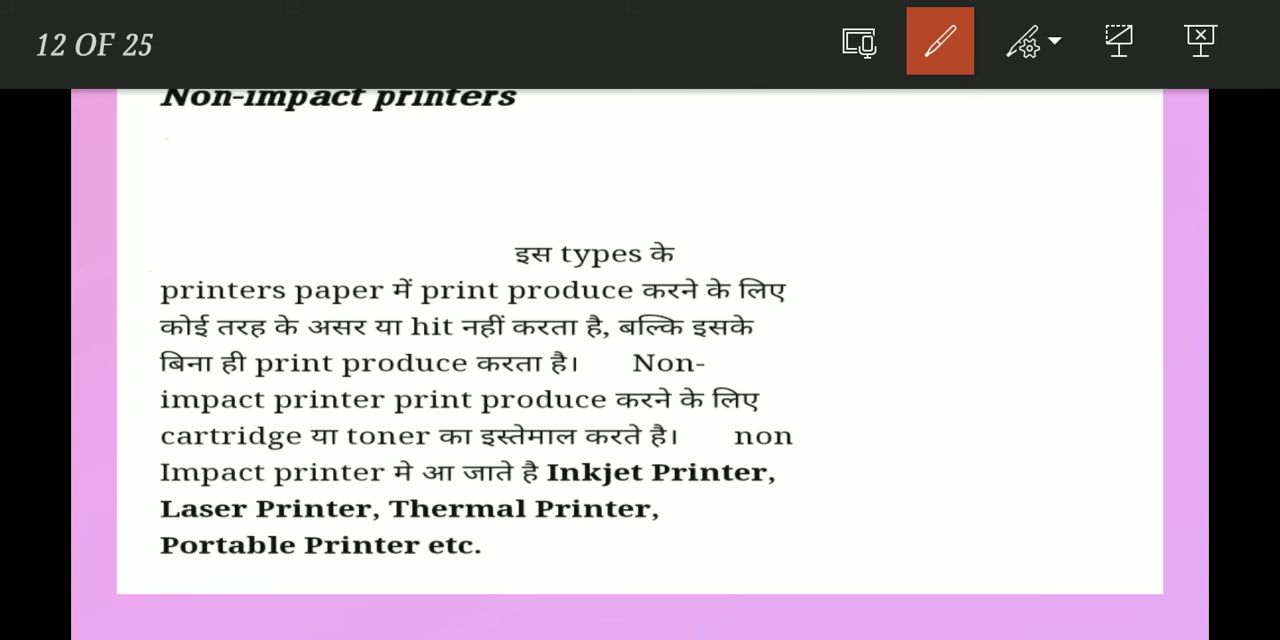 12 OF 25
Non-impact printers
इस types के
printers paper में print produce करने के लिए
कोई तरह के असर या hit नहीं करता है, बल्कि इसके
बिना ही print produce करता है। Non-
impact printer print produce करने के लिए
cartridge या toner का इस्तेमाल करते है। non
Impact printer मे आ जाते है Inkjet Printer,
Laser Printer, Thermal Printer,
Portable Printer etc.